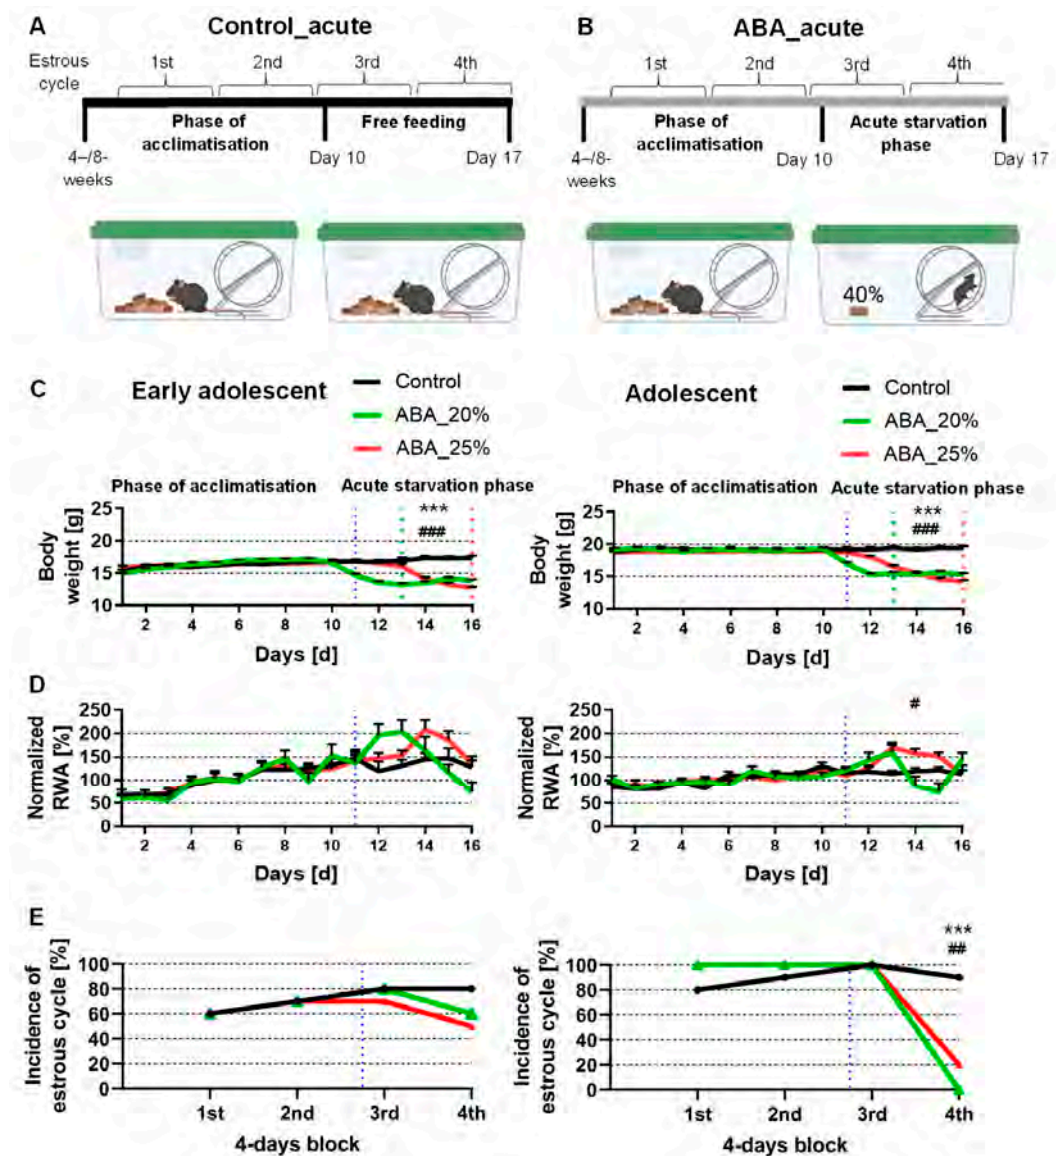 A
Control_acute
Estrous cycle
1st
2nd
3rd
4th
Phase of acclimatisation
Free feeding
4–/8-weeks
Day 10
Day 17
B
ABA_acute
1st
2nd
3rd
4th
Phase of acclimatisation
Acute starvation phase
4–/8-weeks
Day 10
Day 17
40%
C
Early adolescent
Control
ABA_20%
ABA_25%
Adolescent
Control
ABA_20%
ABA_25%
Phase of acclimatisation
Acute starvation phase
***
###
Body weight [g]
25
20
15
10
2 4 6 8 10 12 14 16
Days [d]
Phase of acclimatisation
Acute starvation phase
***
###
Body weight [g]
25
20
15
10
2 4 6 8 10 12 14 16
Days [d]
D
Normalized RWA [%]
250
200
150
100
50
0
2 4 6 8 10 12 14 16
Days [d]
#
Normalized RWA [%]
250
200
150
100
50
0
2 4 6 8 10 12 14 16
Days [d]
E
Incidence of estrous cycle [%]
100
80
60
40
20
0
1st 2nd 3rd 4th
4-days block
***
##
Incidence of estrous cycle [%]
100
80
60
40
20
0
1st 2nd 3rd 4th
4-days block